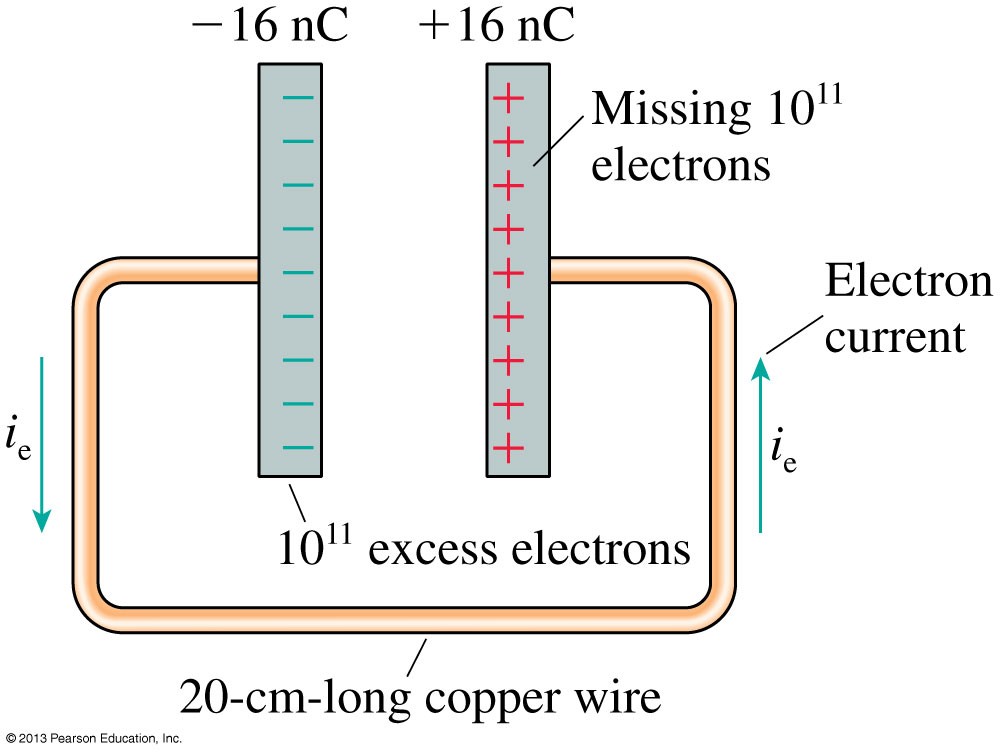 −16 nC
+16 nC
Missing 10¹¹
electrons
Electron
current
iₑ
iₑ
10¹¹ excess electrons
20-cm-long copper wire
© 2013 Pearson Education, Inc.